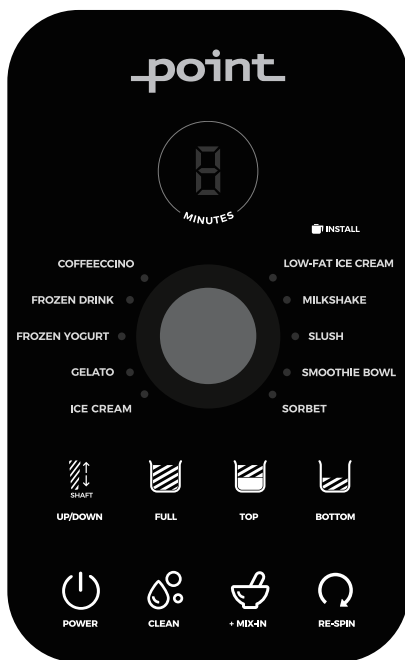 point
8
MINUTES
INSTALL
COFFEECCINO
LOW-FAT ICE CREAM
FROZEN DRINK
MILKSHAKE
FROZEN YOGURT
SLUSH
GELATO
SMOOTHIE BOWL
ICE CREAM
SORBET
SHAFT
UP/DOWN
FULL
TOP
BOTTOM
POWER
CLEAN
+ MIX-IN
RE-SPIN